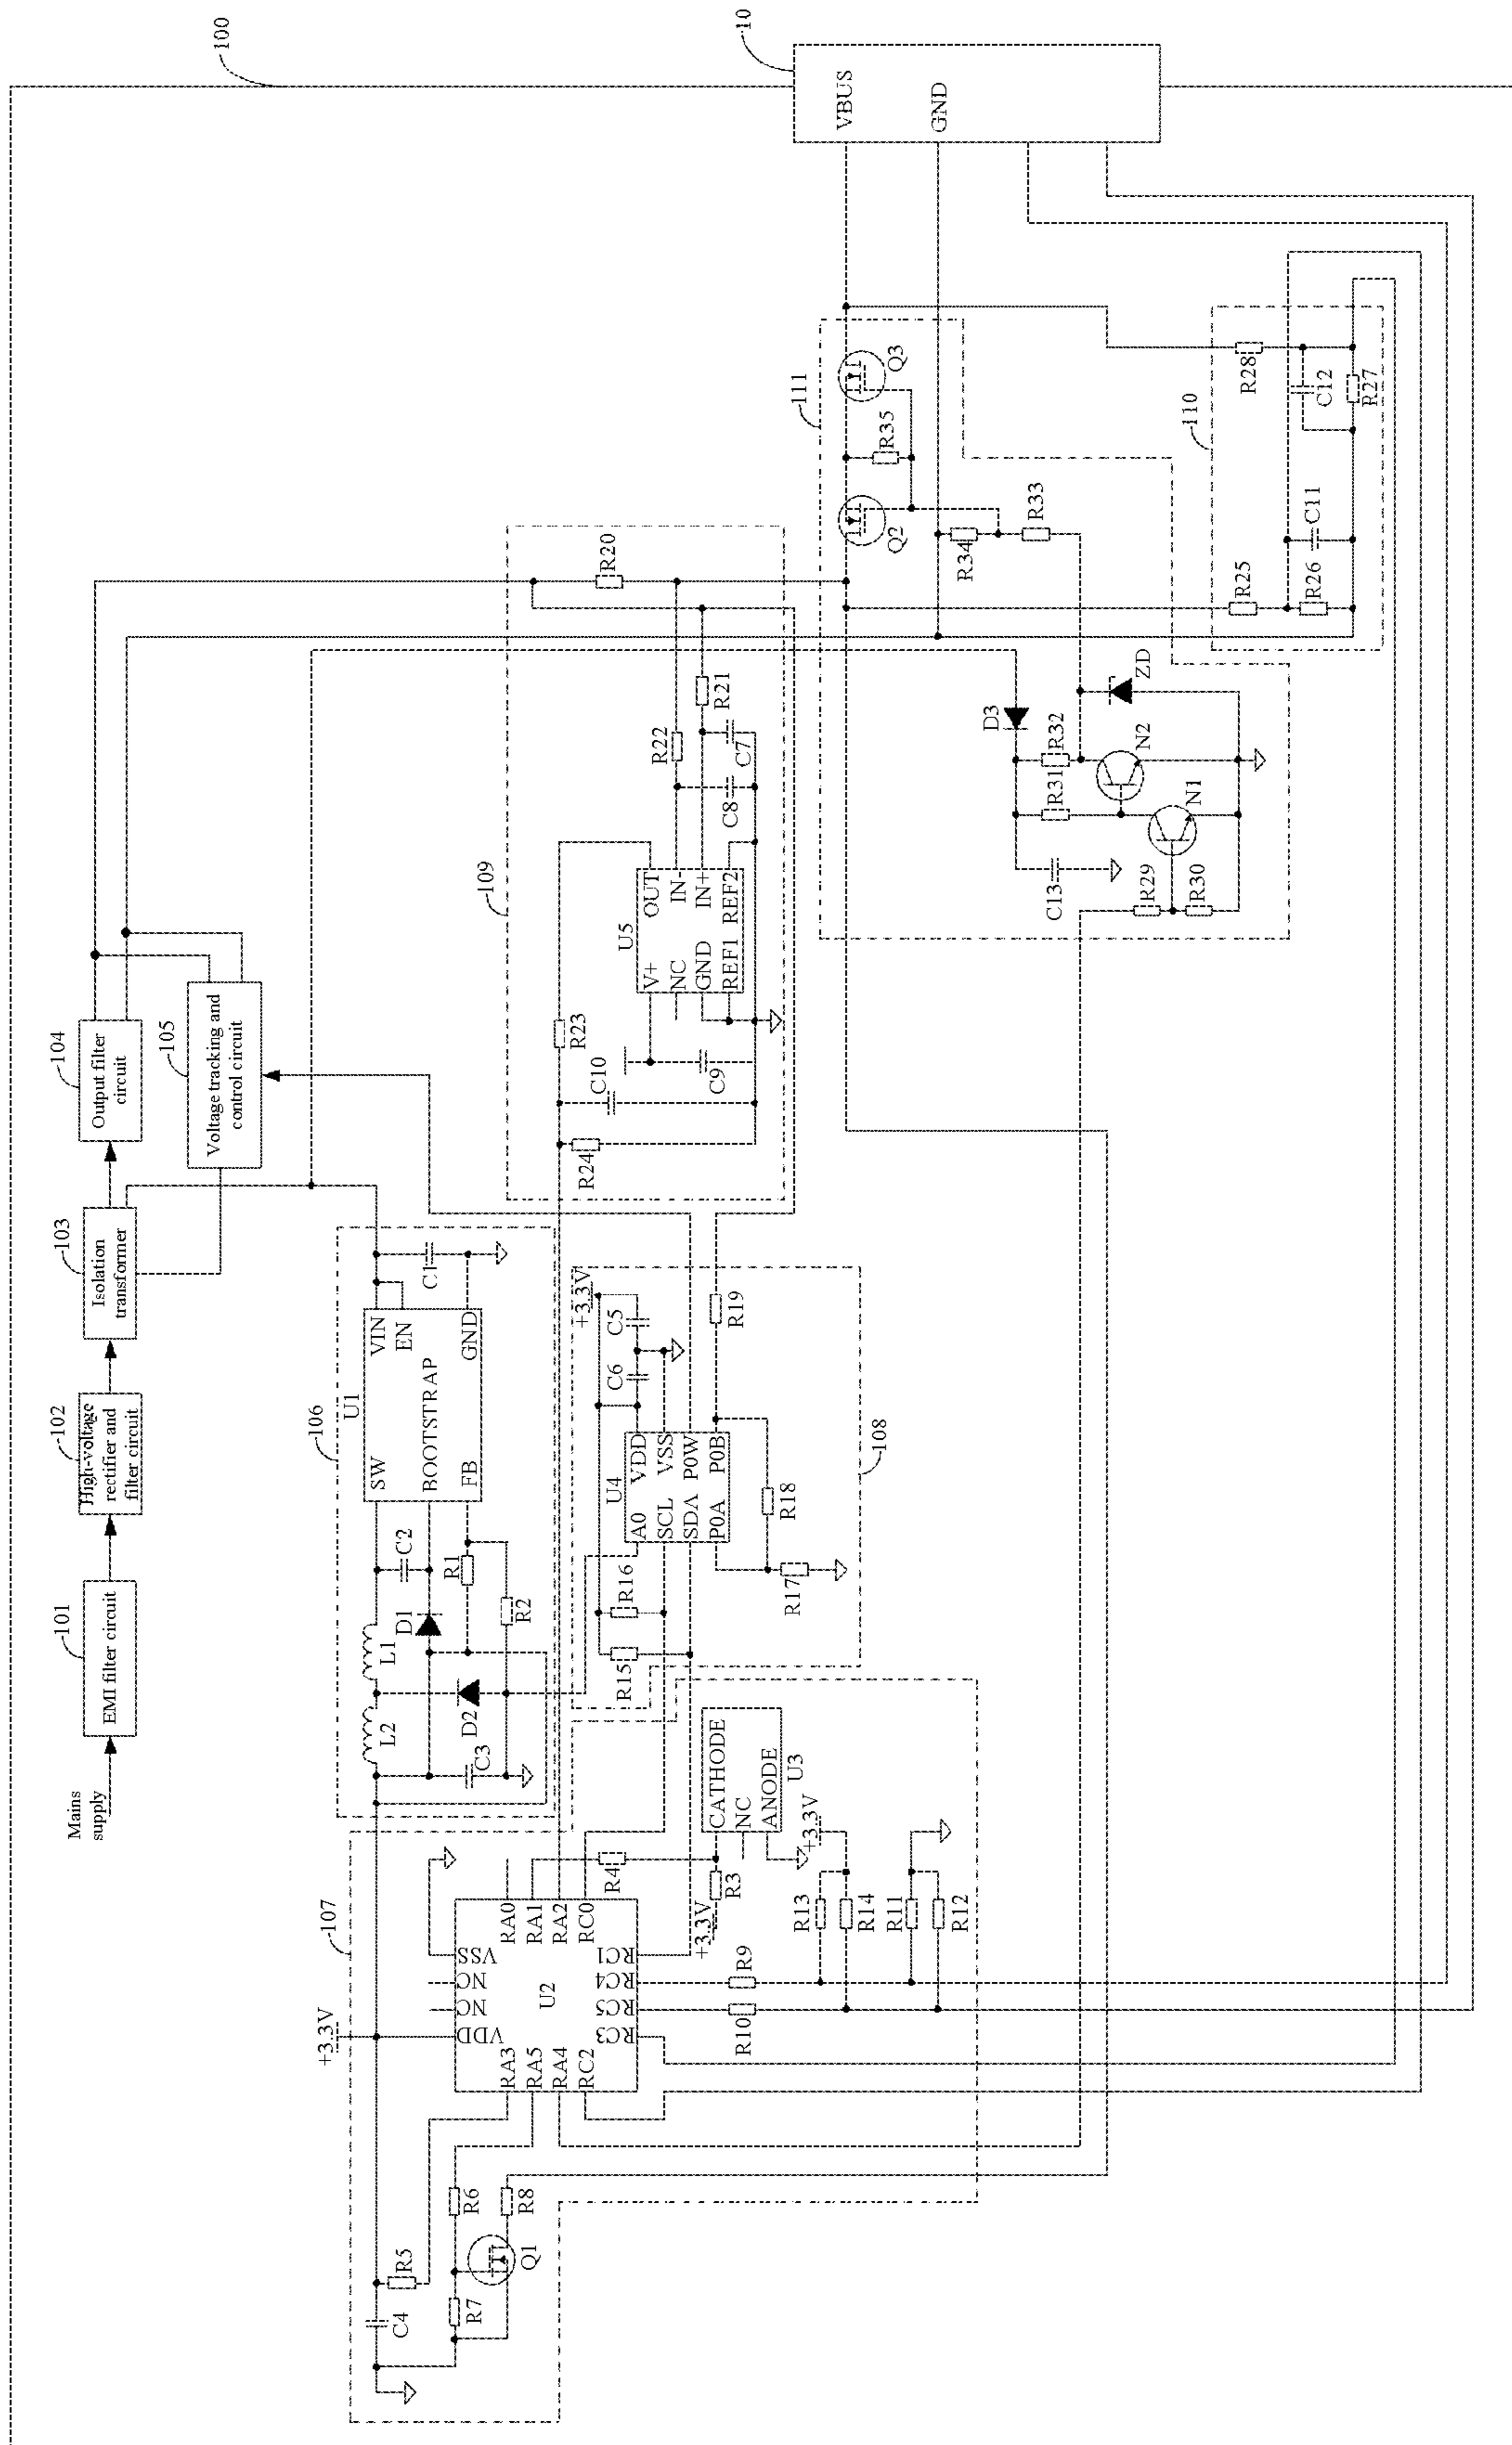 100
10
VBUS
GND
Mains
supply
EMI filter circuit
101
High-voltage
rectifier and
filter circuit
102
Isolation
transformer
103
Output filter
circuit
104
Voltage tracking and
control circuit
105
106
U1
SW
VIN
EN
BOOTSTRAP
FB
GND
C1
C2
L1
L2
D1
D2
R1
R2
C3
107
+3.3V
C4
R5
R6
R7
R8
Q1
U2
VDD
NC
NC
VSS
RA3
RA5
RA4
RC2
RA0
RA1
RA2
RC0
RC3
RC5
RC4
RC1
R4
R3
+3.3V
CATHODE
NC
ANODE
U3
+3.3V
R9
R10
R13
R14
R11
R12
108
+3.3V
C5
C6
U4
A0
VDD
SCL
VSS
SDA
P0W
P0A
P0B
R15
R16
R17
R18
R19
109
R20
R21
R22
R23
R24
C7
C8
C9
C10
U5
V+
OUT
NC
IN-
GND
IN+
REF1
REF2
111
Q2
Q3
R35
R34
R33
D3
ZD
R32
R31
N2
N1
C13
R29
R30
110
R25
R26
C11
R28
C12
R27